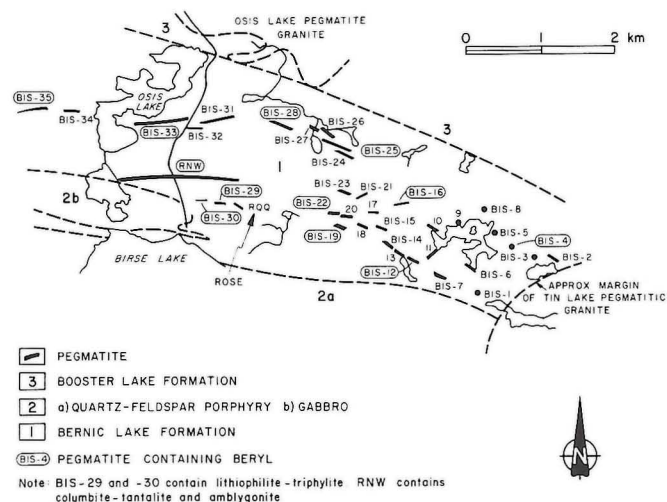 OSIS LAKE PEGMATITE
GRANITE
0 1 2 km
3
OSIS
LAKE
BIS-35
BIS-34
BIS-31
BIS-33
BIS-32
BIS-28
BIS-26
BIS-27
BIS-24
BIS-25
3
1
RNW
BIS-29
BIS-30
RQQ
ROSE
2b
BIRSE LAKE
BIS-23
BIS-21
BIS-16
BIS-22
20
17
BIS-19
18
BIS-15
BIS-14
13
BIS-12
10
9
11
BIS-8
BIS-5
BIS-4
BIS-3
BIS-2
BIS-6
BIS-7
BIS-1
2a
APPROX MARGIN
OF TIN LAKE PEGMATITIC
GRANITE
PEGMATITE
3 BOOSTER LAKE FORMATION
2 a) QUARTZ-FELDSPAR PORPHYRY b) GABBRO
1 BERNIC LAKE FORMATION
BIS-4 PEGMATITE CONTAINING BERYL
N
Note: BIS-29 and -30 contain lithiophilite-triphylite. RNW contains
columbite-tantalite and amblygonite